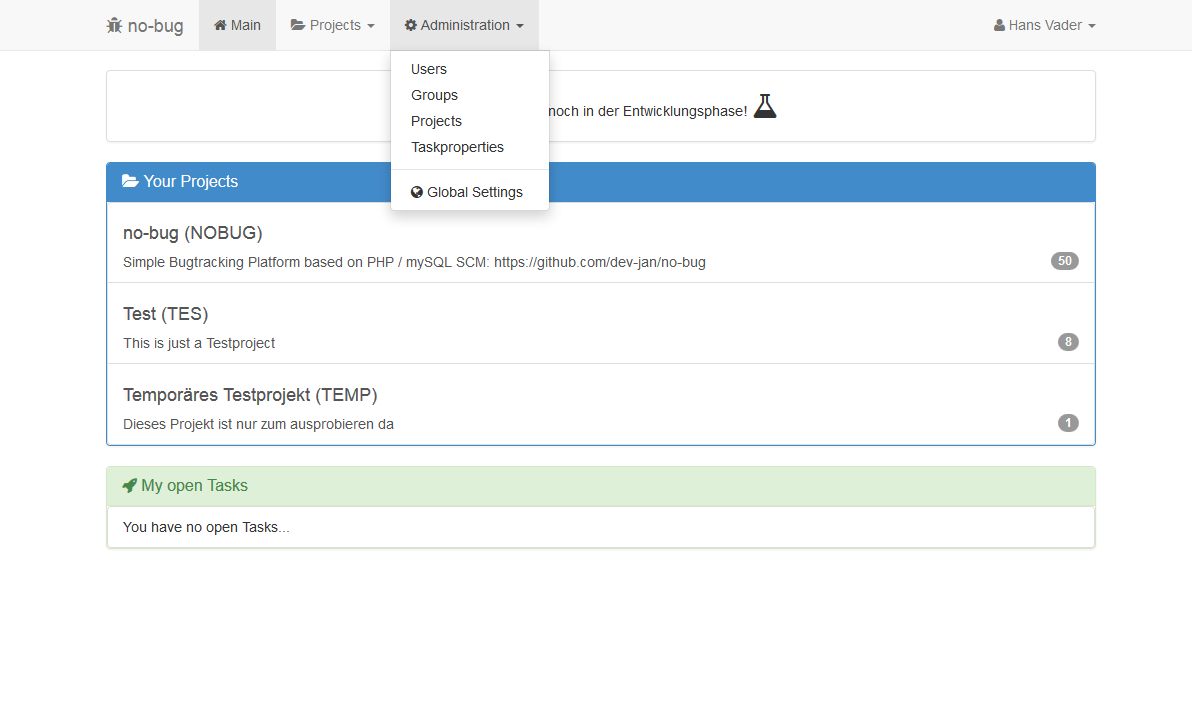 no-bug Main Projects Administration Hans Vader
Users
Groups
Projects
Taskproperties
Global Settings
noch in der Entwicklungsphase!
Your Projects
no-bug (NOBUG)
Simple Bugtracking Platform based on PHP / mySQL SCM: https://github.com/dev-jan/no-bug 50
Test (TES)
This is just a Testproject 8
Temporäres Testprojekt (TEMP)
Dieses Projekt ist nur zum ausprobieren da 1
My open Tasks
You have no open Tasks...